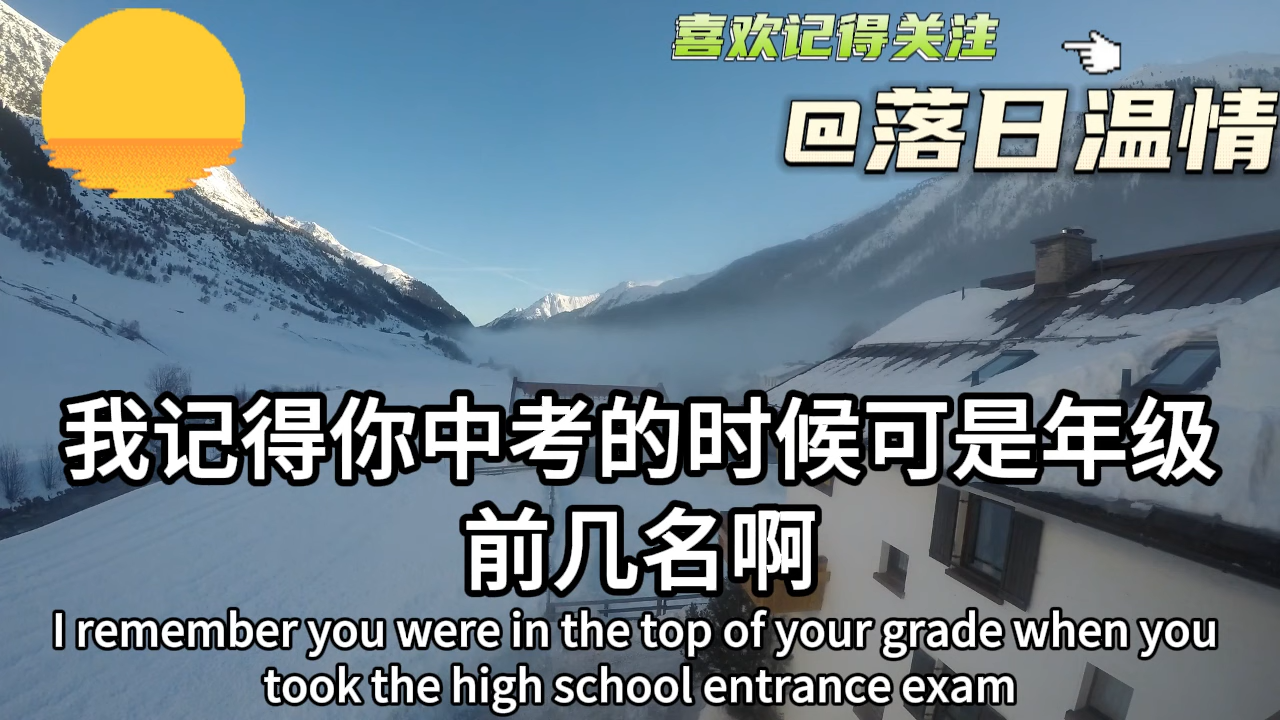 喜欢记得关注
@落日温情
我记得你中考的时候可是年级
前几名啊
I remember you were in the top of your grade when you
took the high school entrance exam